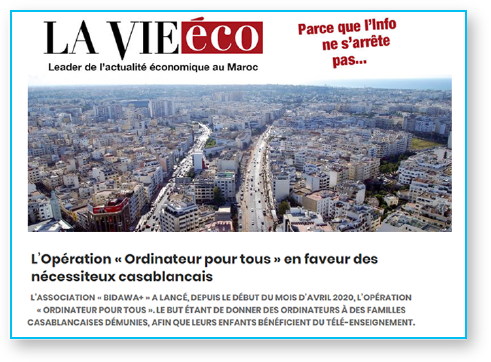 LA VIE éco
Parce que l'Info
ne s'arrête
pas...
Leader de l'actualité économique au Maroc
L'Opération « Ordinateur pour tous » en faveur des
nécessiteux casablancais
L'ASSOCIATION « BIDAWA+ » A LANCÉ, DEPUIS LE DÉBUT DU MOIS D'AVRIL 2020, L'OPÉRATION
« ORDINATEUR POUR TOUS ». LE BUT ÉTANT DE DONNER DES ORDINATEURS À DES FAMILLES
CASABLANCAISES DÉMUNIES, AFIN QUE LEURS ENFANTS BÉNÉFICIENT DU TÉLÉ-ENSEIGNEMENT.